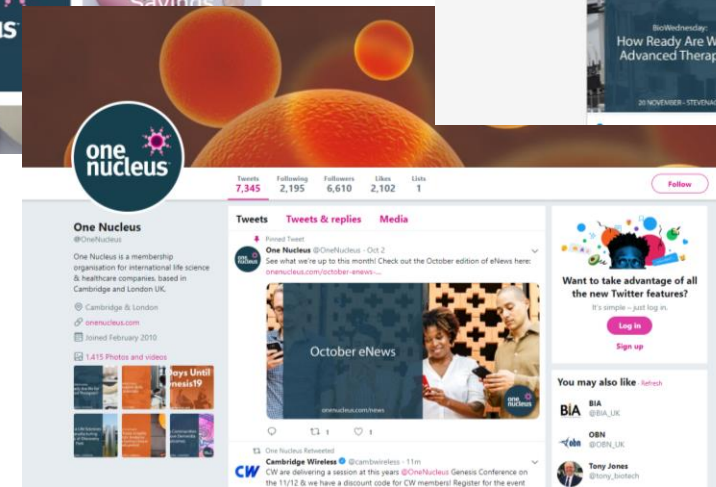 us
Savings
BioWednesday:
How Ready Are W
Advanced Therap
20 NOVEMBER - STEVENAG
one
nucleus
Tweets Following Followers Likes Lists
7,345 2,195 6,610 2,102 1
Follow
One Nucleus
@OneNucleus
One Nucleus is a membership
organisation for international life science
& healthcare companies, based in
Cambridge and London UK.
Cambridge & London
onenucleus.com
Joined February 2010
1,415 Photos and videos
Days Until
nesis19
Tweets Tweets & replies Media
Pinned Tweet
One Nucleus @OneNucleus · Oct 2
See what we're up to this month! Check out the October edition of eNews here:
onenucleus.com/october-enews-...
October eNews
onenucleus.com/news
one
nucleus
1 1
One Nucleus Retweeted
CW
Cambridge Wireless @cambwireless · 11m
CW are delivering a session at this years @OneNucleus Genesis Conference on
the 11/12 & we have a discount code for CW members! Register for the event
Want to take advantage of all
the new Twitter features?
It's simple – just log in.
Log in
Sign up
You may also like · Refresh
BIA
BIA
@BIA_UK
obn
OBN
@OBN_UK
Tony Jones
@tony_biotech